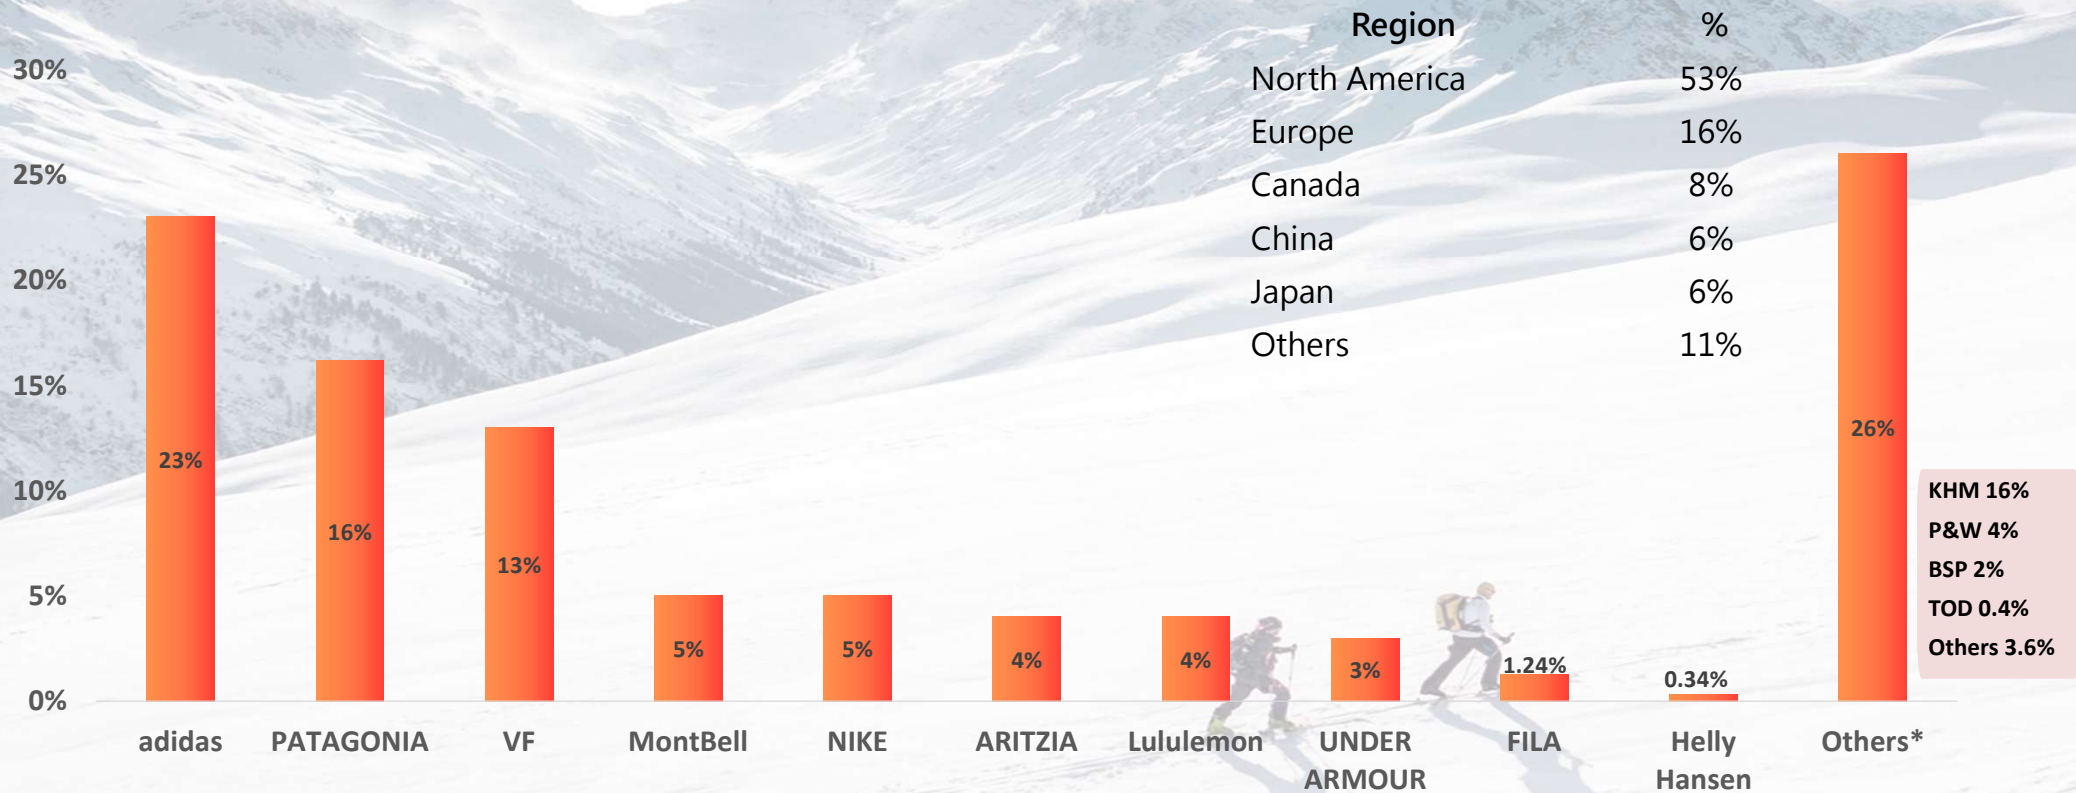 Region %
North America 53%
Europe 16%
Canada 8%
China 6%
Japan 6%
Others 11%
30%
25%
20%
15%
10%
5%
0%
23%
16%
13%
5%
5%
4%
4%
3%
1.24%
0.34%
26%
KHM 16%
P&W 4%
BSP 2%
TOD 0.4%
Others 3.6%
adidas
PATAGONIA
VF
MontBell
NIKE
ARITZIA
Lululemon
UNDER
ARMOUR
FILA
Helly
Hansen
Others*